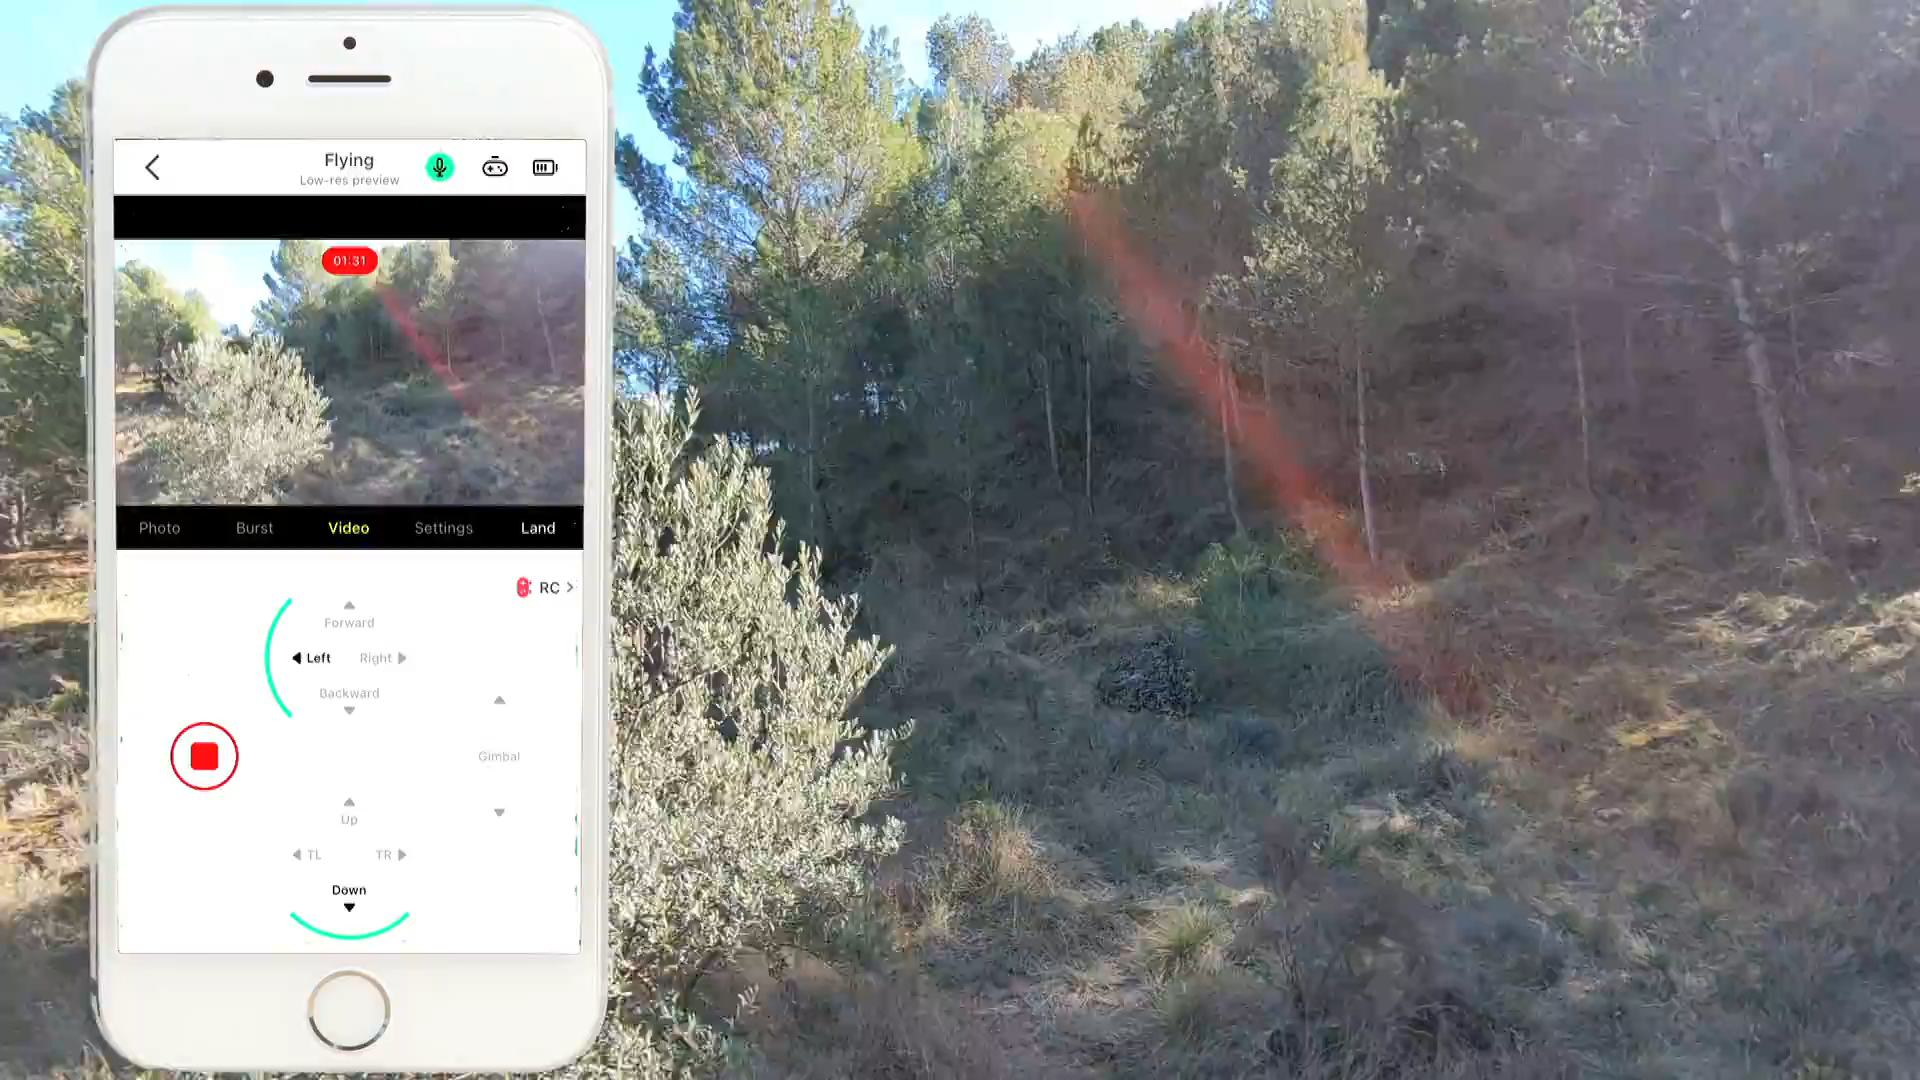 Flying
Low-res preview
01:31
Photo Burst Video Settings Land
RC
Forward
Left Right
Backward
Gimbal
Up
TL TR
Down